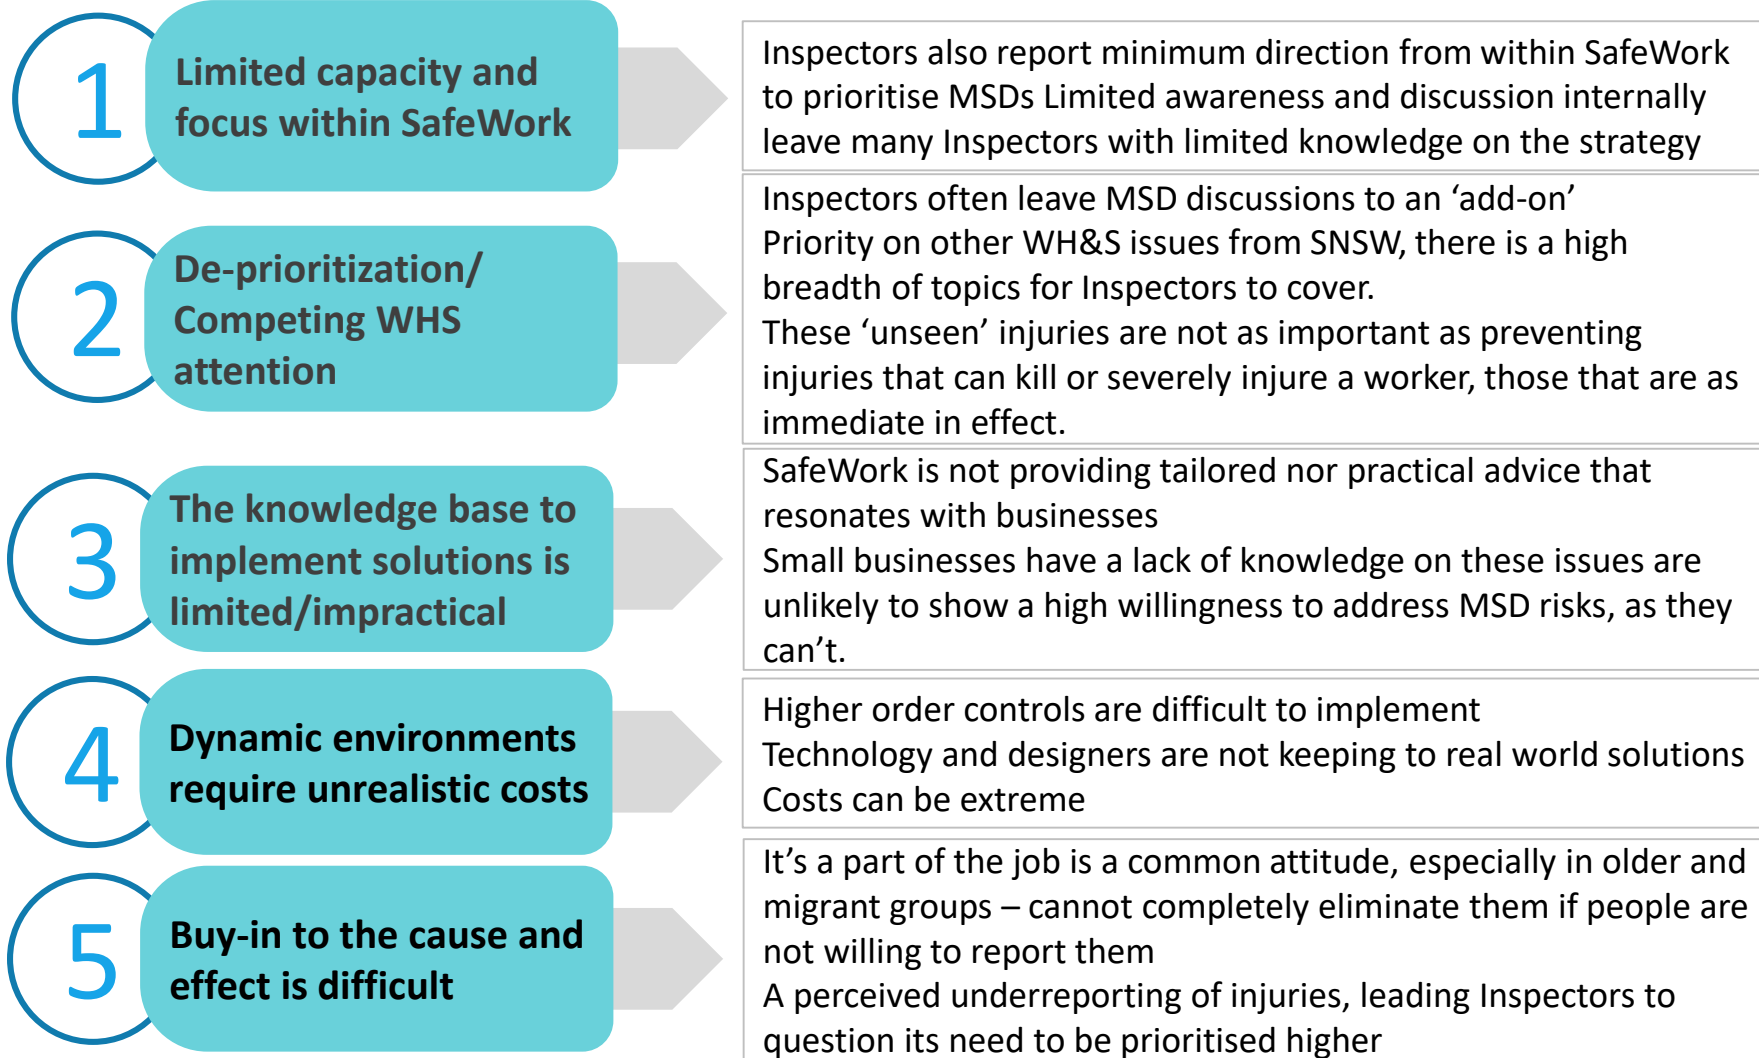 1
Limited capacity and
focus within SafeWork
Inspectors also report minimum direction from within SafeWork
to prioritise MSDs Limited awareness and discussion internally
leave many Inspectors with limited knowledge on the strategy
2
De-prioritization/
Competing WHS
attention
Inspectors often leave MSD discussions to an ‘add-on’
Priority on other WH&S issues from SNSW, there is a high
breadth of topics for Inspectors to cover.
These ‘unseen’ injuries are not as important as preventing
injuries that can kill or severely injure a worker, those that are as
immediate in effect.
3
The knowledge base to
implement solutions is
limited/impractical
SafeWork is not providing tailored nor practical advice that
resonates with businesses
Small businesses have a lack of knowledge on these issues are
unlikely to show a high willingness to address MSD risks, as they
can’t.
4
Dynamic environments
require unrealistic costs
Higher order controls are difficult to implement
Technology and designers are not keeping to real world solutions
Costs can be extreme
5
Buy-in to the cause and
effect is difficult
It’s a part of the job is a common attitude, especially in older and
migrant groups – cannot completely eliminate them if people are
not willing to report them
A perceived underreporting of injuries, leading Inspectors to
question its need to be prioritised higher